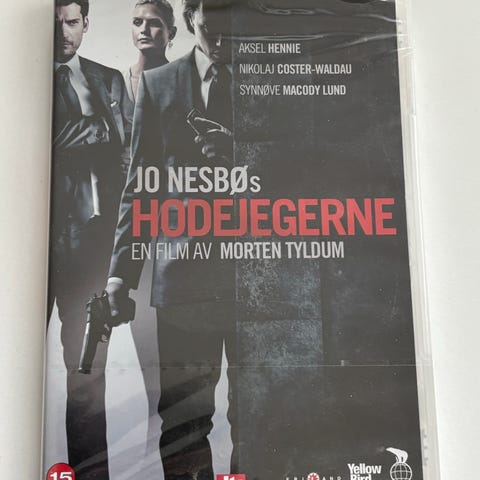 AKSEL HENNIE
NIKOLAJ COSTER-WALDAU
SYNNØVE MACODY LUND
JO NESBØs
HODEJEGERNE
EN FILM AV MORTEN TYLDUM
15
Yellow
Bird